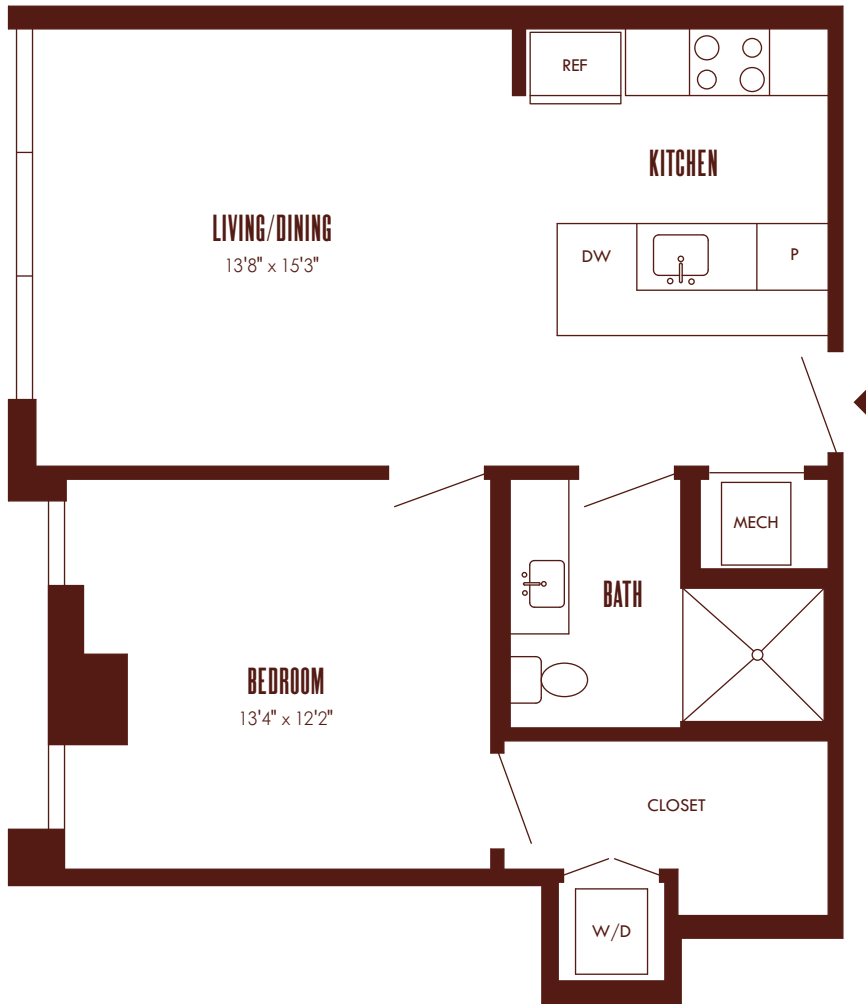 REF
KITCHEN
LIVING/DINING
13'8" x 15'3"
DW
P
MECH
BATH
BEDROOM
13'4" x 12'2"
CLOSET
W/D